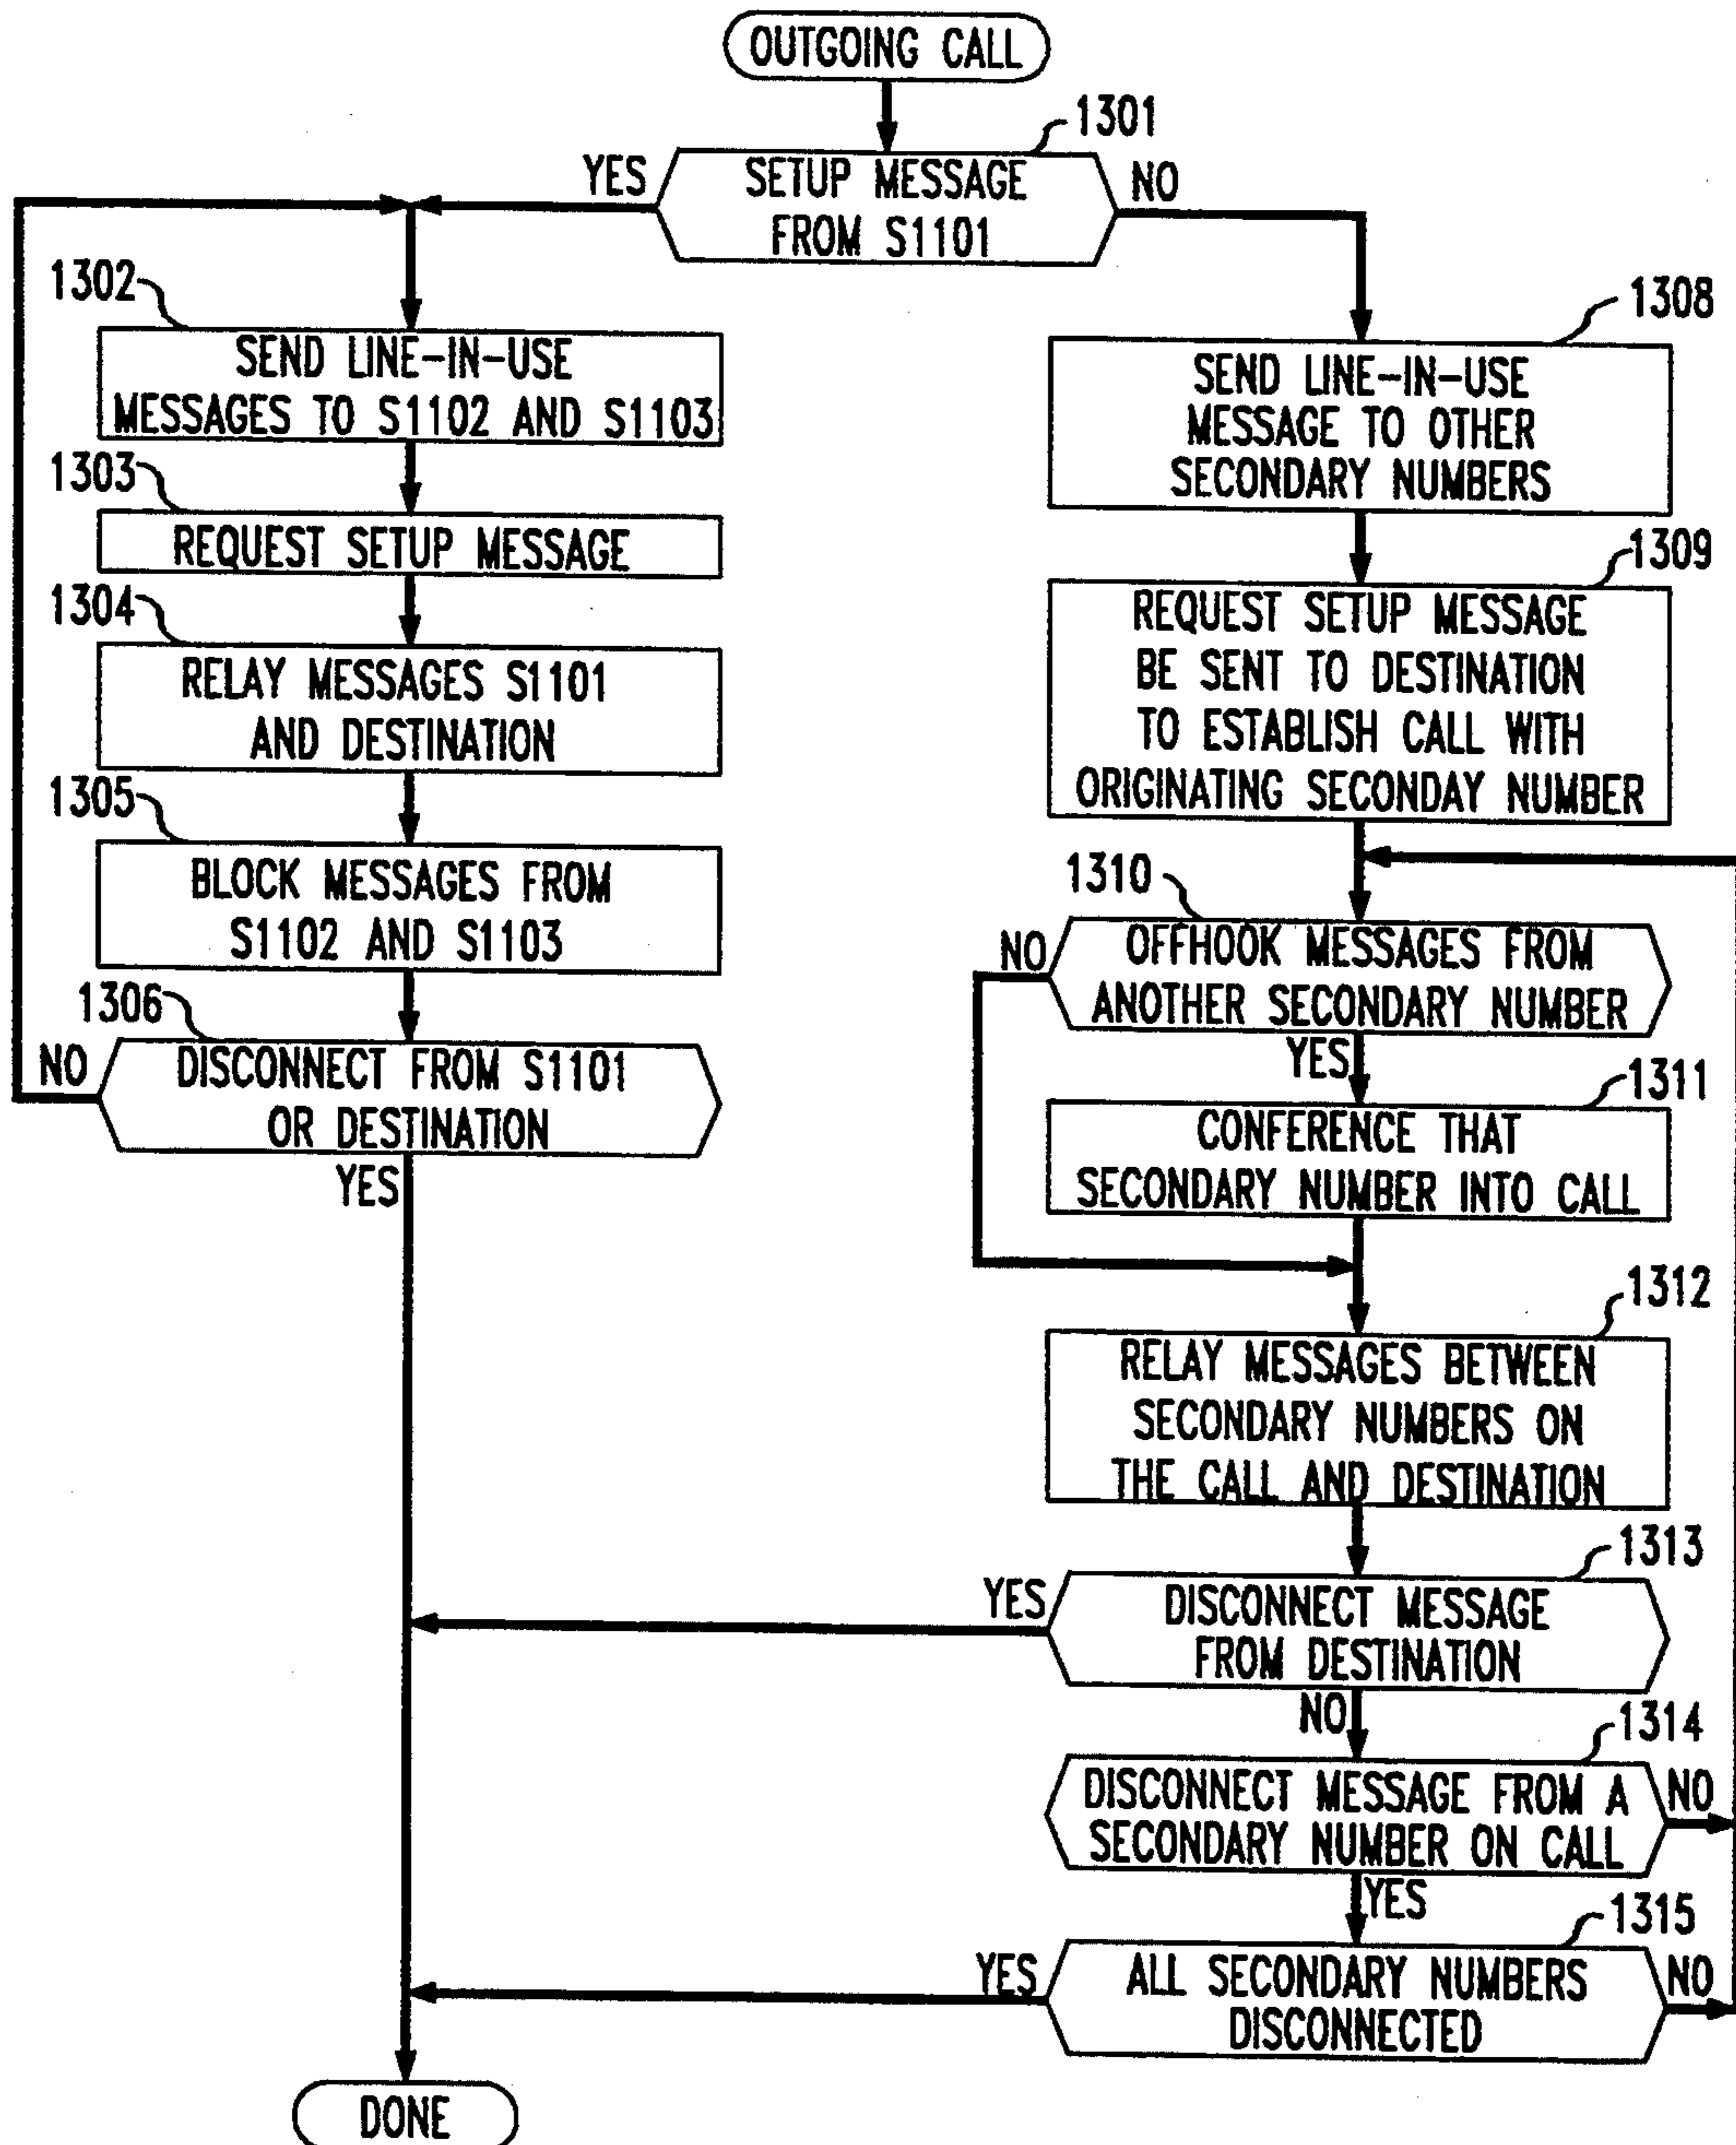 OUTGOING CALL
1301
SETUP MESSAGE
FROM S1101
YES
NO
1302
SEND LINE-IN-USE
MESSAGES TO S1102 AND S1103
1303
REQUEST SETUP MESSAGE
1304
RELAY MESSAGES S1101
AND DESTINATION
1305
BLOCK MESSAGES FROM
S1102 AND S1103
1306
NO
DISCONNECT FROM S1101
OR DESTINATION
YES
1308
SEND LINE-IN-USE
MESSAGE TO OTHER
SECONDARY NUMBERS
1309
REQUEST SETUP MESSAGE
BE SENT TO DESTINATION
TO ESTABLISH CALL WITH
ORIGINATING SECONDAY NUMBER
1310
NO
OFFHOOK MESSAGES FROM
ANOTHER SECONDARY NUMBER
YES
1311
CONFERENCE THAT
SECONDARY NUMBER INTO CALL
1312
RELAY MESSAGES BETWEEN
SECONDARY NUMBERS ON
THE CALL AND DESTINATION
1313
YES
DISCONNECT MESSAGE
FROM DESTINATION
NO
1314
DISCONNECT MESSAGE FROM A
SECONDARY NUMBER ON CALL
NO
YES
1315
YES
ALL SECONDARY NUMBERS
DISCONNECTED
NO
DONE